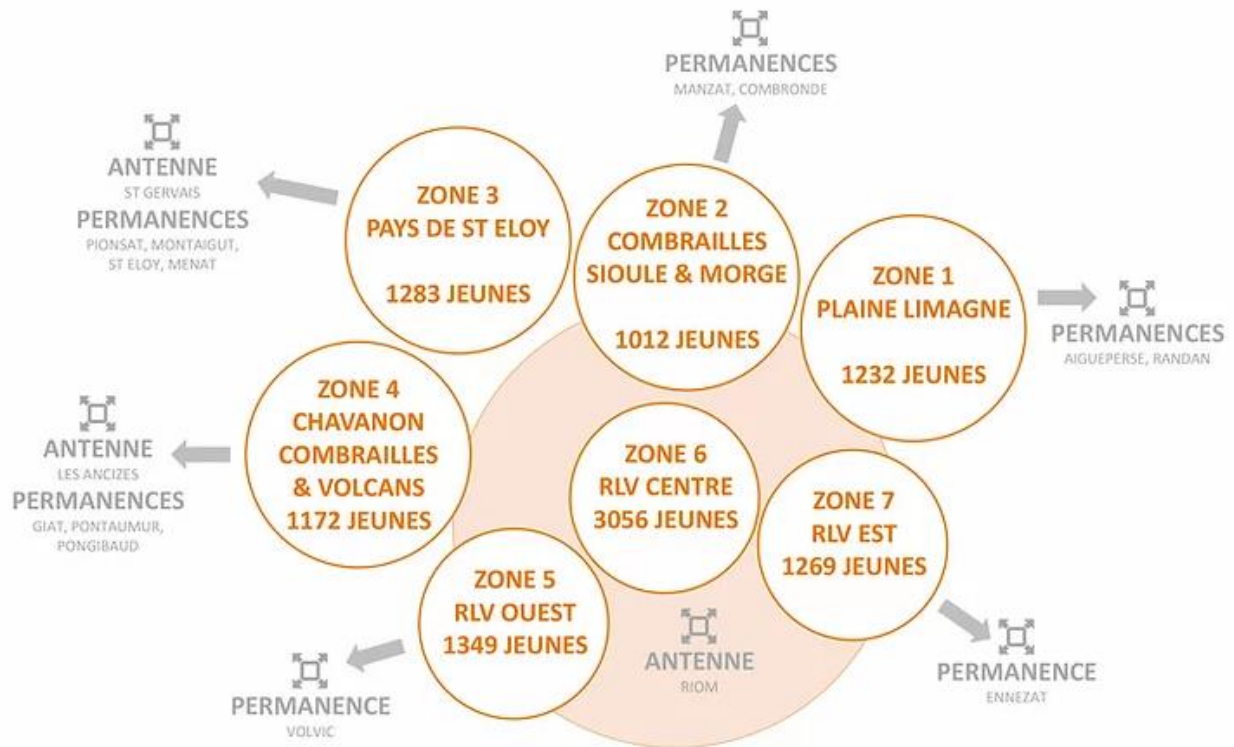 PERMANENCES
MANZAT, COMBRONDE
ANTENNE
ST GERVAIS
PERMANENCES
PIONSAT, MONTAIGUT,
ST ELOY, MENAT
ZONE 3
PAYS DE ST ELOY
1283 JEUNES
ZONE 2
COMBRAILLES
SIOULE & MORGE
1012 JEUNES
ZONE 1
PLAINE LIMAGNE
1232 JEUNES
PERMANENCES
AIGUEPERSE, RANDAN
ANTENNE
LES ANCIZES
PERMANENCES
GIAT, PONTAUMUR,
PONGIBAUD
ZONE 4
CHAVANON
COMBRAILLES
& VOLCANS
1172 JEUNES
ZONE 6
RLV CENTRE
3056 JEUNES
ZONE 7
RLV EST
1269 JEUNES
ZONE 5
RLV OUEST
1349 JEUNES
ANTENNE
RIOM
PERMANENCE
VOLVIC
PERMANENCE
ENNEZAT